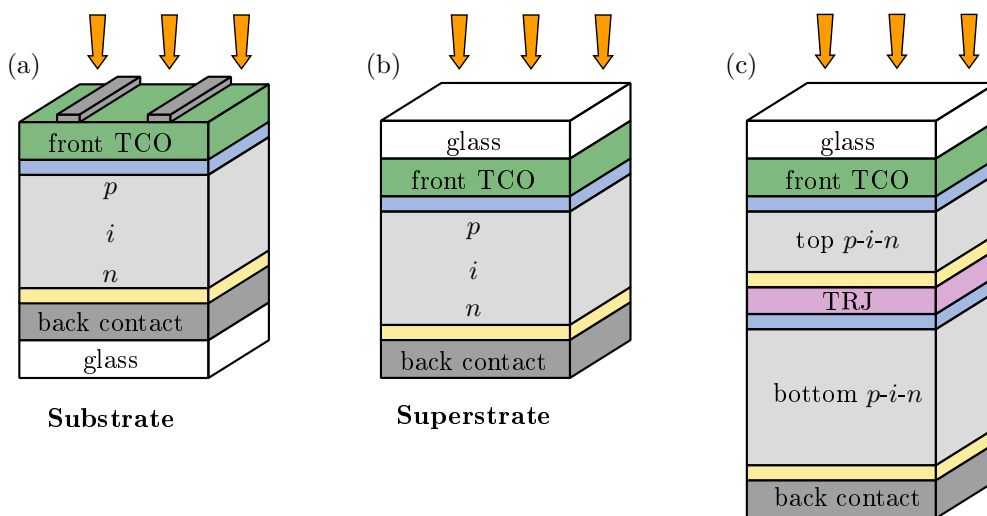 (a)
front TCO
p
i
n
back contact
glass
Substrate
(b)
glass
front TCO
p
i
n
back contact
Superstrate
(c)
glass
front TCO
top p-i-n
TRJ
bottom p-i-n
back contact